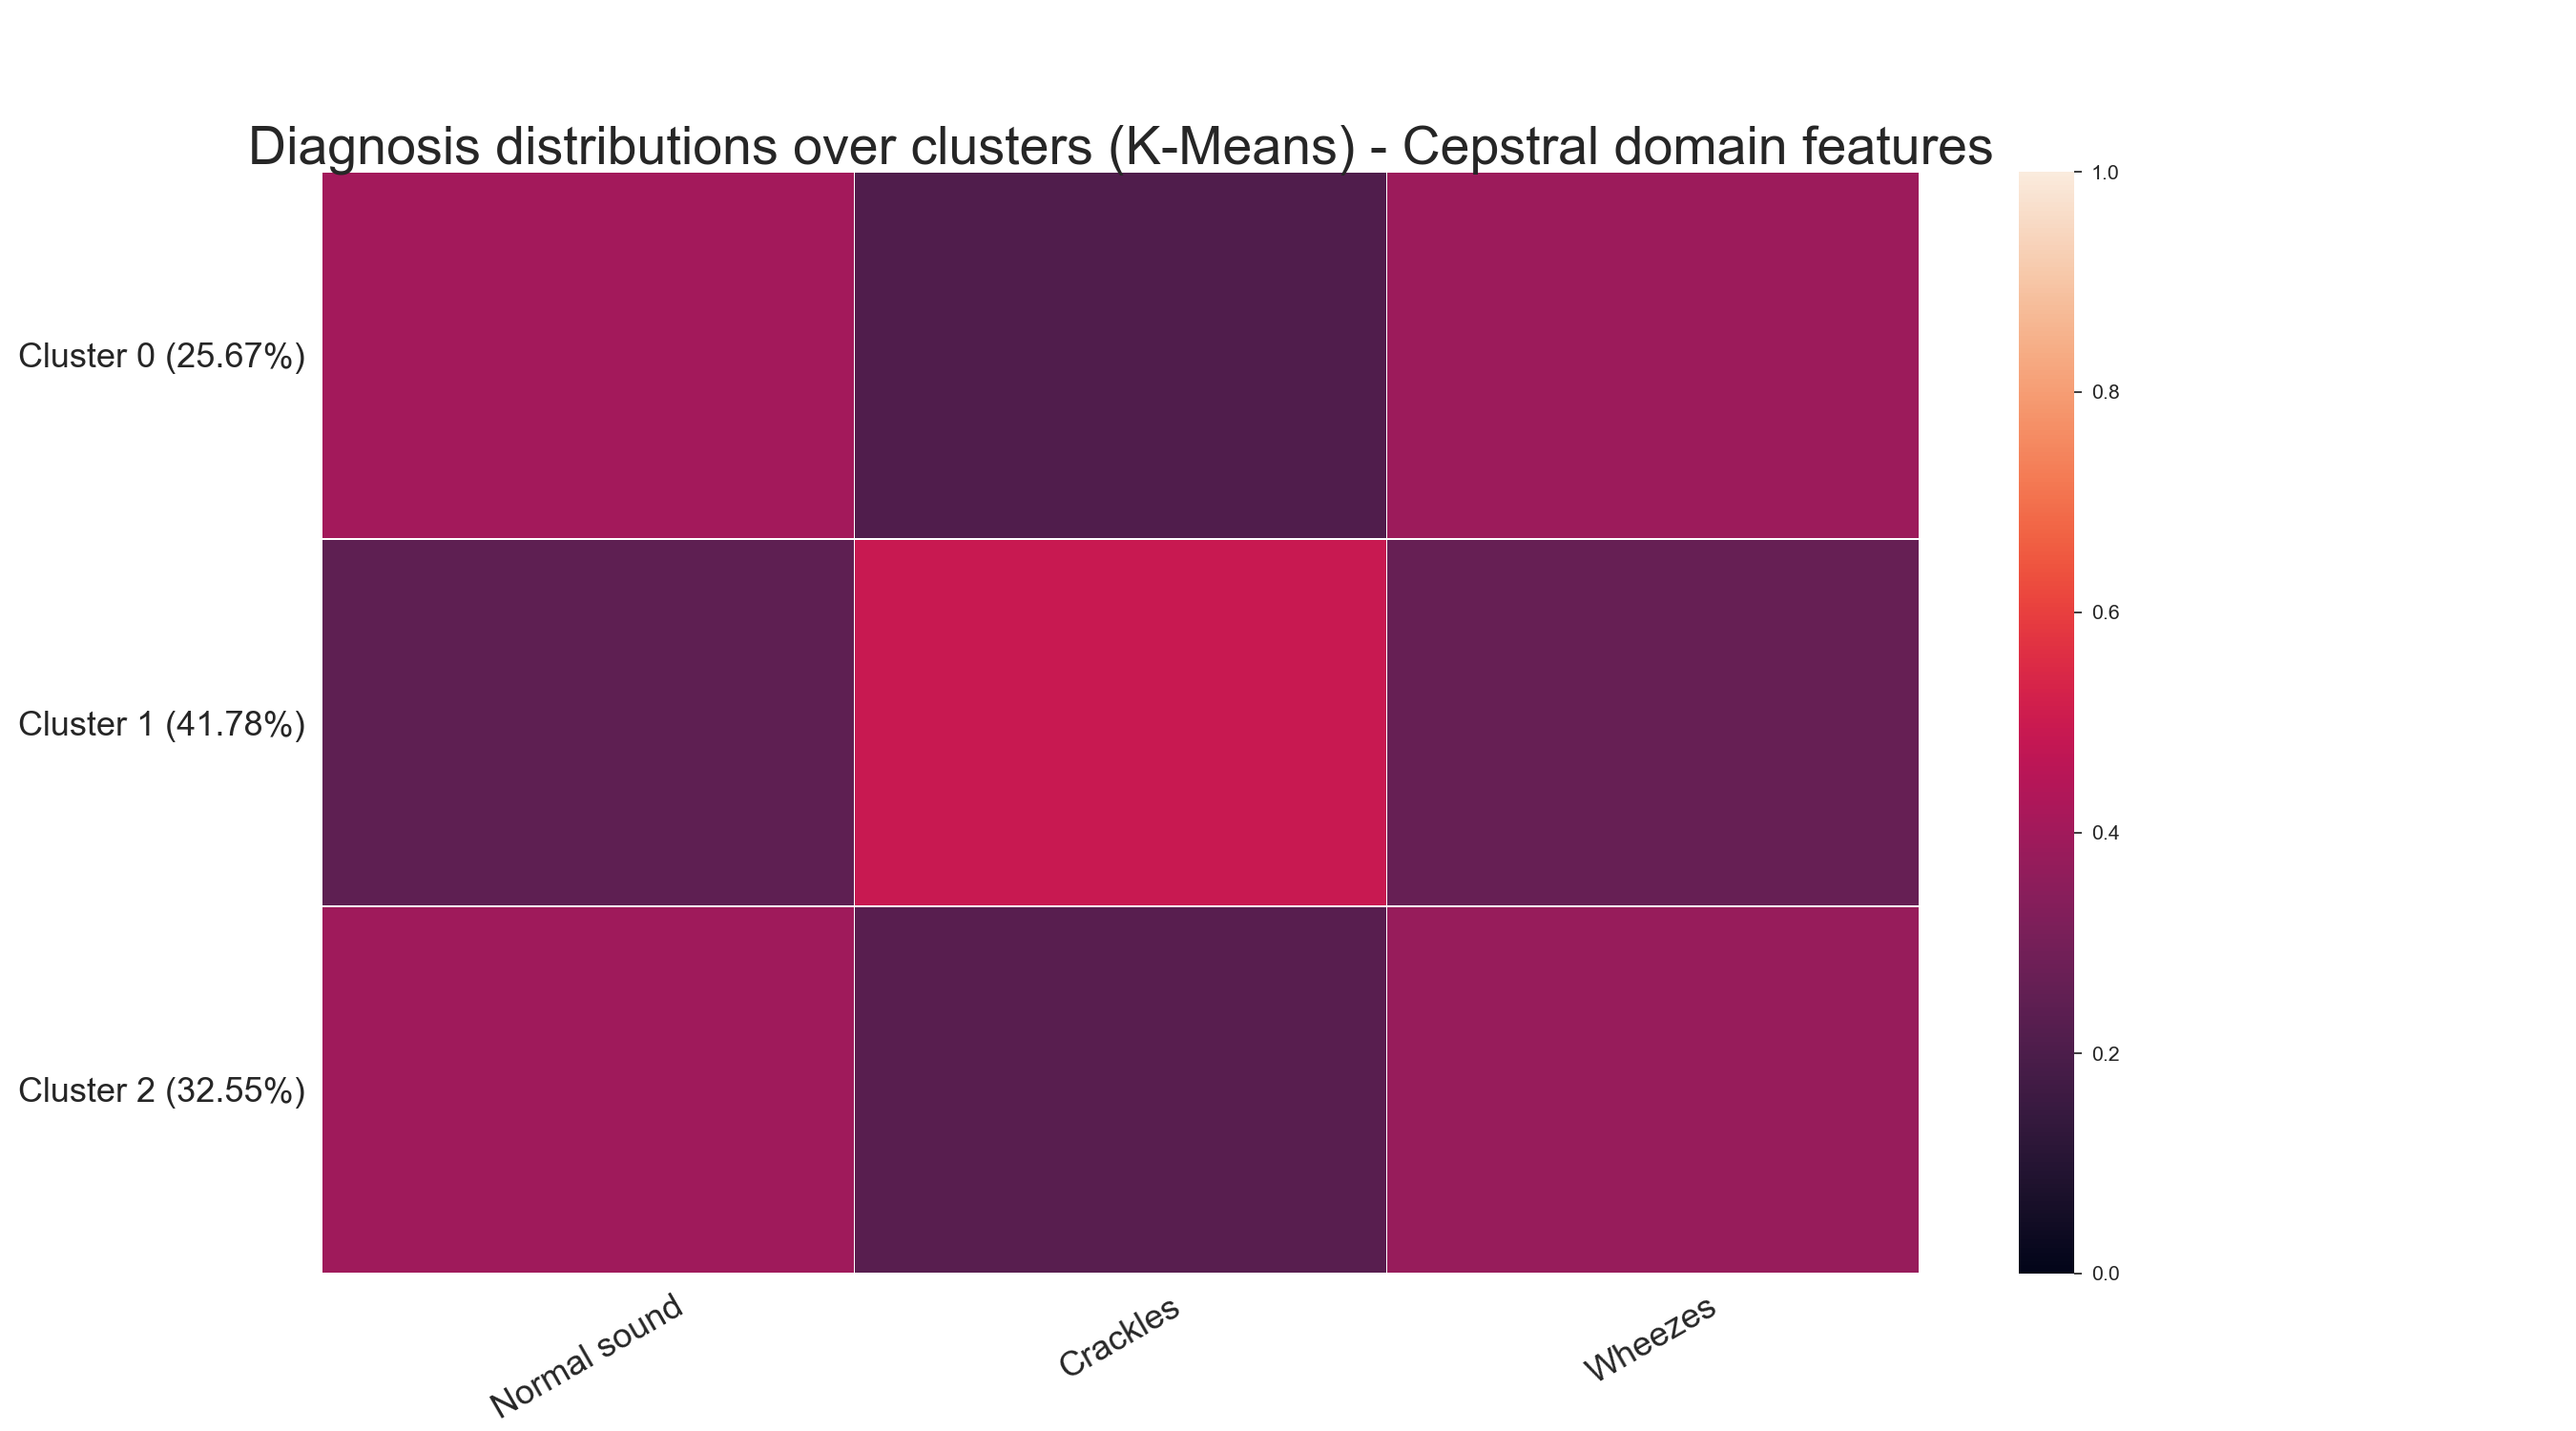 Diagnosis distributions over clusters (K-Means) - Cepstral domain features
Cluster 0 (25.67%)
Cluster 1 (41.78%)
Cluster 2 (32.55%)
Normal sound
Crackles
Wheezes
1.0
0.8
0.6
0.4
0.2
0.0